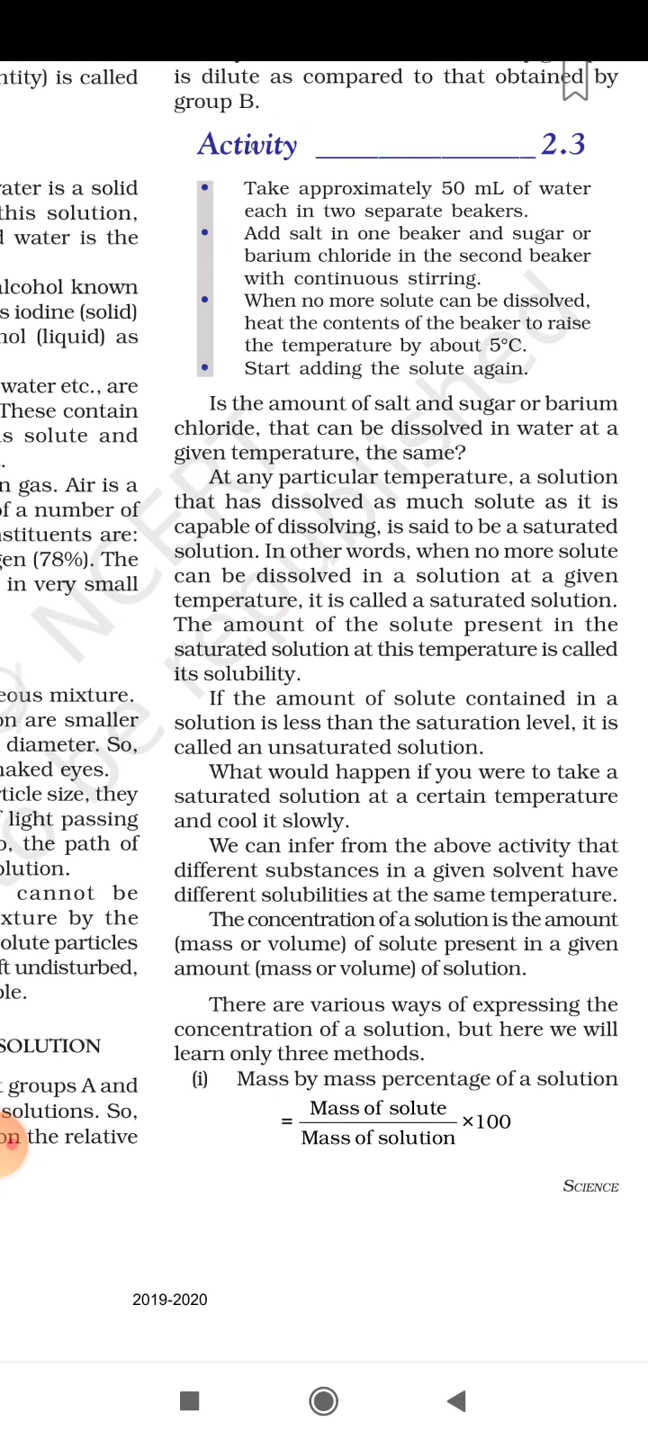 ntity) is called
ater is a solid
this solution,
water is the
lcohol known
s iodine (solid)
nol (liquid) as
water etc., are
These contain
s solute and
.
n gas. Air is a
of a number of
nstituents are:
gen (78%). The
in very small
eous mixture.
on are smaller
diameter. So,
naked eyes.
ticle size, they
light passing
o, the path of
olution.
cannot be
xture by the
olute particles
ft undisturbed,
ble.
SOLUTION
groups A and
solutions. So,
on the relative
is dilute as compared to that obtained by
group B.
Activity ______________ 2.3
• Take approximately 50 mL of water
each in two separate beakers.
• Add salt in one beaker and sugar or
barium chloride in the second beaker
with continuous stirring.
• When no more solute can be dissolved,
heat the contents of the beaker to raise
the temperature by about 5°C.
• Start adding the solute again.
Is the amount of salt and sugar or barium
chloride, that can be dissolved in water at a
given temperature, the same?
At any particular temperature, a solution
that has dissolved as much solute as it is
capable of dissolving, is said to be a saturated
solution. In other words, when no more solute
can be dissolved in a solution at a given
temperature, it is called a saturated solution.
The amount of the solute present in the
saturated solution at this temperature is called
its solubility.
If the amount of solute contained in a
solution is less than the saturation level, it is
called an unsaturated solution.
What would happen if you were to take a
saturated solution at a certain temperature
and cool it slowly.
We can infer from the above activity that
different substances in a given solvent have
different solubilities at the same temperature.
The concentration of a solution is the amount
(mass or volume) of solute present in a given
amount (mass or volume) of solution.
There are various ways of expressing the
concentration of a solution, but here we will
learn only three methods.
(i) Mass by mass percentage of a solution
= Mass of solute / Mass of solution ×100
SCIENCE
2019-2020
© NCERT
to be republished